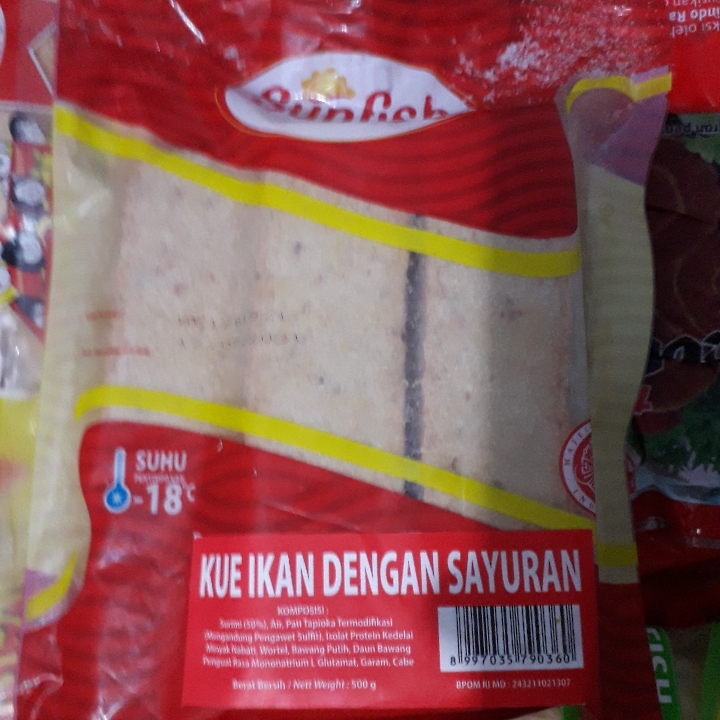 Sunfish
SUHU
PENYIMPANAN
-18°C
KUE IKAN DENGAN SAYURAN
KOMPOSISI :
Surimi (50%), Air, Pati Tapioka Termodifikasi
(Mengandung Pengawet Sulfit), Isolat Protein Kedelai
Minyak Nabati, Wortel, Bawang Putih, Daun Bawang
Penguat Rasa Mononatrium L Glutamat, Garam, Cabe
Berat Bersih / Net Weight : 500 g
8 997035 790360
BPOM RI MD : 243211021307